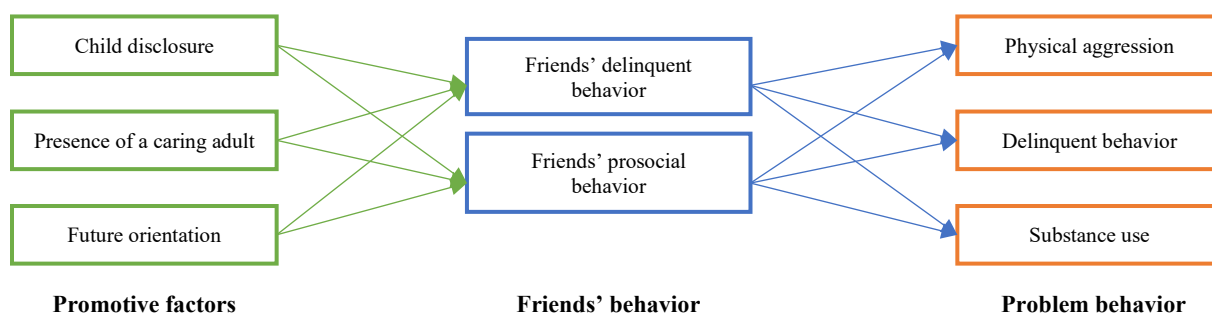 Child disclosure
Presence of a caring adult
Future orientation
Promotive factors
Friends’ delinquent
behavior
Friends’ prosocial
behavior
Friends’ behavior
Physical aggression
Delinquent behavior
Substance use
Problem behavior